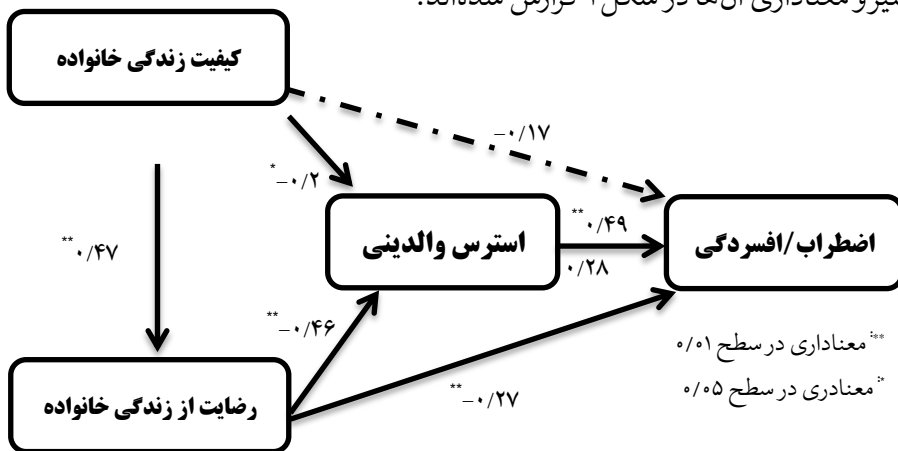 کیفیت زندگی خانواده
–۰/۱۷
*–۰/۲
**۰/۴۷
استرس والدینی
**۰/۴۹
۰/۲۸
اضطراب/افسردگی
**–۰/۴۶
**–۰/۲۷
رضایت از زندگی خانواده
**: معناداری در سطح ۰/۰۱
*: معنادری در سطح ۰/۰۵